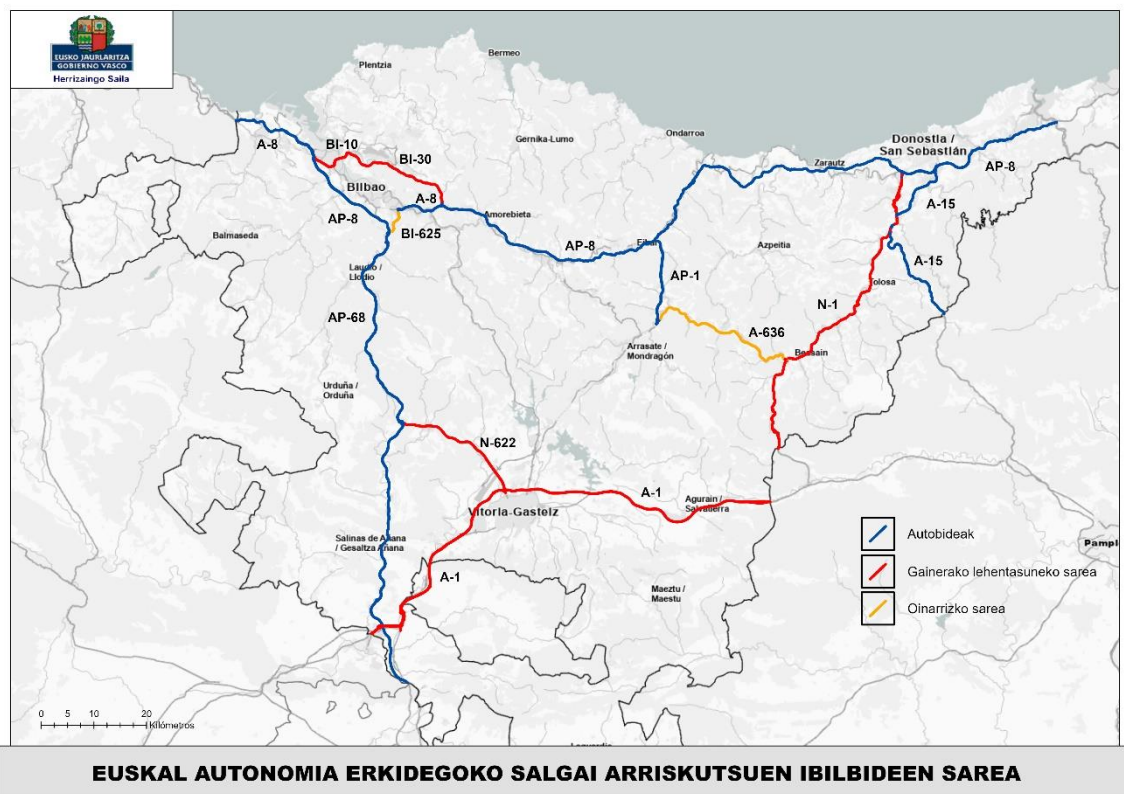 EUSKO JAURLARITZA
GOBIERNO VASCO
Herrizaingo Saila
Bermeo
Plentzia
A-8
BI-10
BI-30
Gernika-Lumo
Ondarroa
Donostia /
San Sebastián
Zarautz
AP-8
Bilbao
A-8
A-15
AP-8
Amorebieta
BI-625
Balmaseda
Eibar
AP-8
Azpeitia
A-15
Laudio /
Llodio
AP-1
Tolosa
AP-68
N-1
A-636
Arrasate /
Mondragón
Beasain
Urduña /
Orduña
N-622
A-1
Agurain /
Salvatierra
Vitoria-Gasteiz
Salinas de Añana
/ Gesaltza Añana
Autobideak
Pampl
Gainerako lehentasuneko sarea
A-1
Maeztu /
Maestu
Oinarrizko sarea
0 5 10 20
Kilómetros
EUSKAL AUTONOMIA ERKIDEGOKO SALGAI ARRISKUTSUEN IBILBIDEEN SAREA